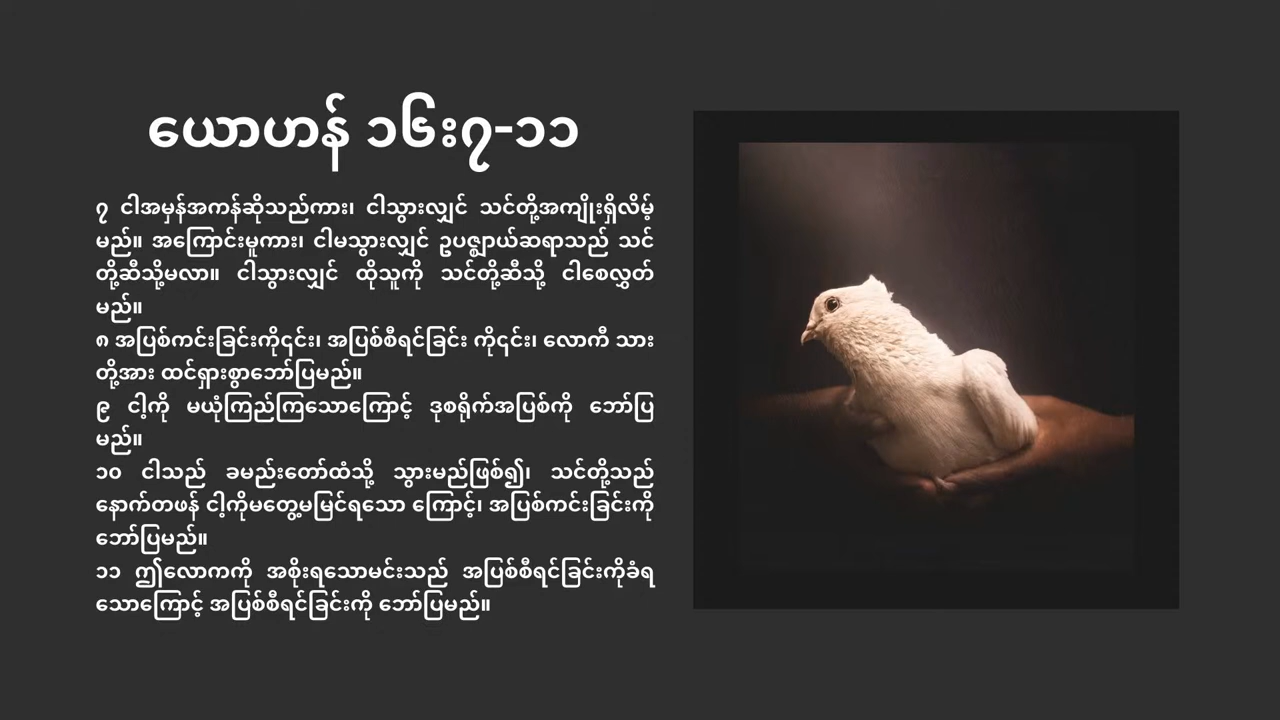 ယောဟန် ၁၆း၇-၁၁
၇ ငါအမှန်အကန်ဆိုသည်ကား၊ ငါသွားလျှင် သင်တို့အကျိုးရှိလိမ့်
မည်။ အကြောင်းမူကား၊ ငါမသွားလျှင် ဥပဇ္ဈာယ်ဆရာသည် သင်
တို့ဆီသို့မလာ။ ငါသွားလျှင် ထိုသူကို သင်တို့ဆီသို့ ငါစေလွှတ်
မည်။
၈ အပြစ်ကင်းခြင်းကို၎င်း၊ အပြစ်စီရင်ခြင်း ကို၎င်း၊ လောကီ သား
တို့အား ထင်ရှားစွာဘော်ပြမည်။
၉ ငါ့ကို မယုံကြည်ကြသောကြောင့် ဒုစရိုက်အပြစ်ကို ဘော်ပြ
မည်။
၁၀ ငါသည် ခမည်းတော်ထံသို့ သွားမည်ဖြစ်၍၊ သင်တို့သည်
နောက်တဖန် ငါ့ကိုမတွေ့မမြင်ရသော ကြောင့်၊ အပြစ်ကင်းခြင်းကို
ဘော်ပြမည်။
၁၁ ဤလောကကို အစိုးရသောမင်းသည် အပြစ်စီရင်ခြင်းကိုခံရ
သောကြောင့် အပြစ်စီရင်ခြင်းကို ဘော်ပြမည်။